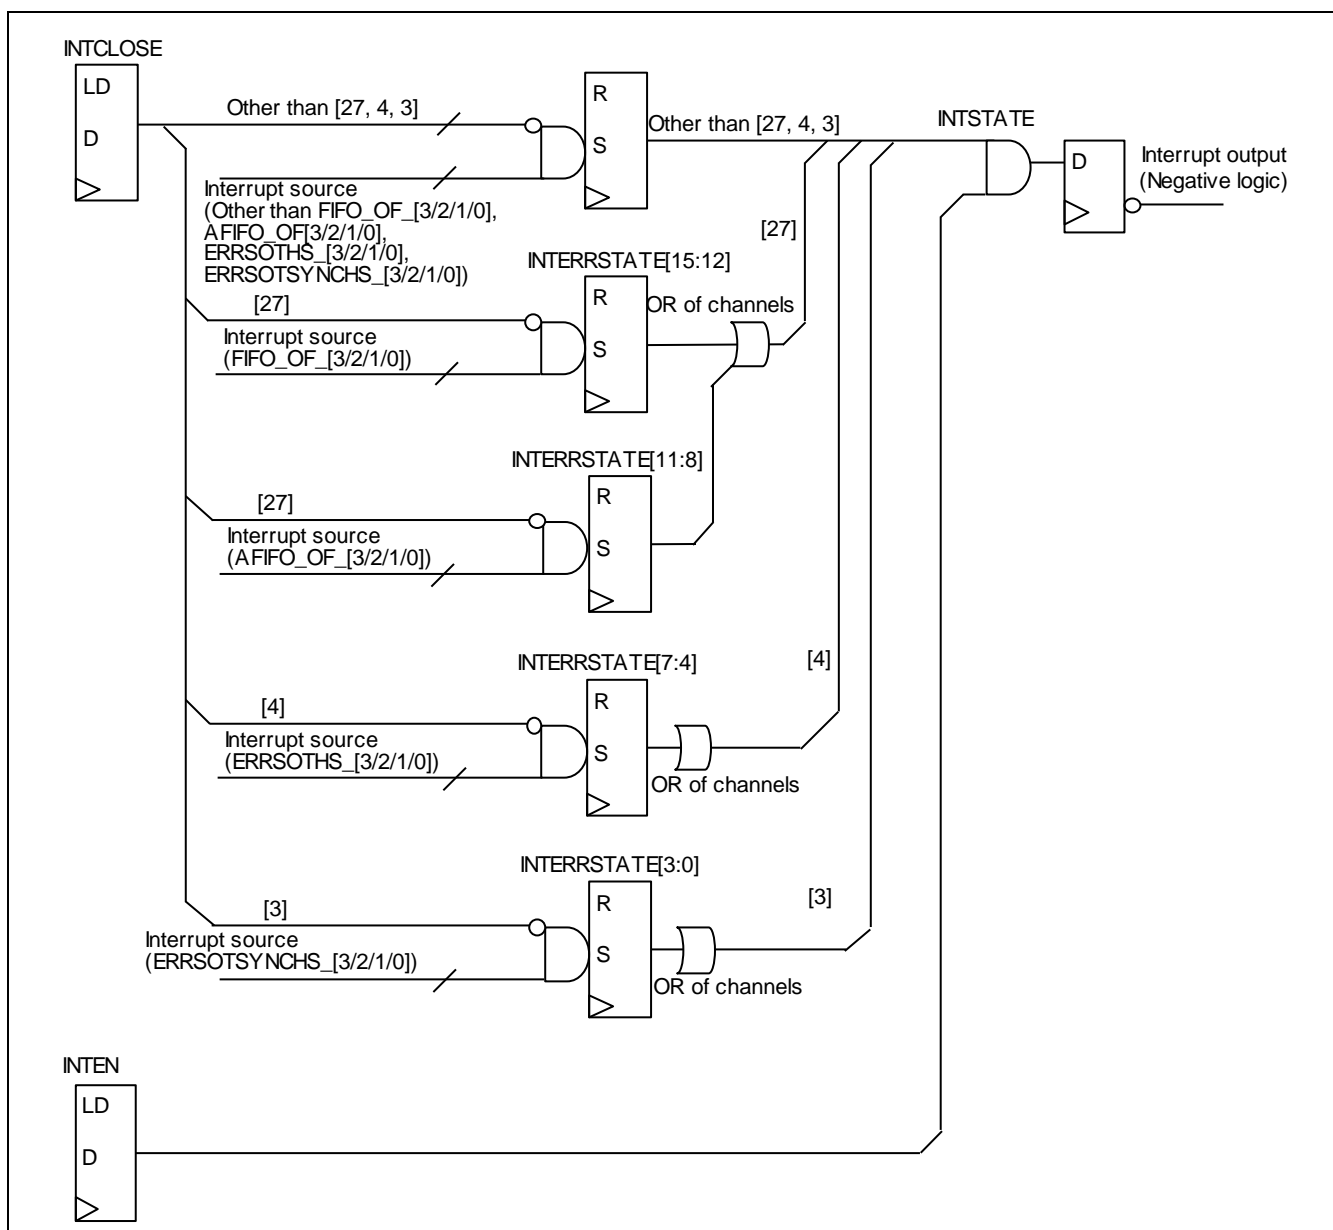 INTCLOSE
LD
D
Other than [27, 4, 3]
R
S
Other than [27, 4, 3]
INTSTATE
D
Interrupt output
(Negative logic)
Interrupt source
(Other than FIFO_OF_[3/2/1/0],
AFIFO_OF[3/2/1/0],
ERRSOTHS_[3/2/1/0],
ERRSOTSYNCHS_[3/2/1/0])
[27]
INTERRSTATE[15:12]
[27]
R
S
OR of channels
Interrupt source
(FIFO_OF_[3/2/1/0])
INTERRSTATE[11:8]
[27]
R
S
Interrupt source
(AFIFO_OF_[3/2/1/0])
INTERRSTATE[7:4]
[4]
[4]
R
S
Interrupt source
(ERRSOTHS_[3/2/1/0])
OR of channels
INTERRSTATE[3:0]
[3]
[3]
R
S
Interrupt source
(ERRSOTSYNCHS_[3/2/1/0])
OR of channels
INTEN
LD
D